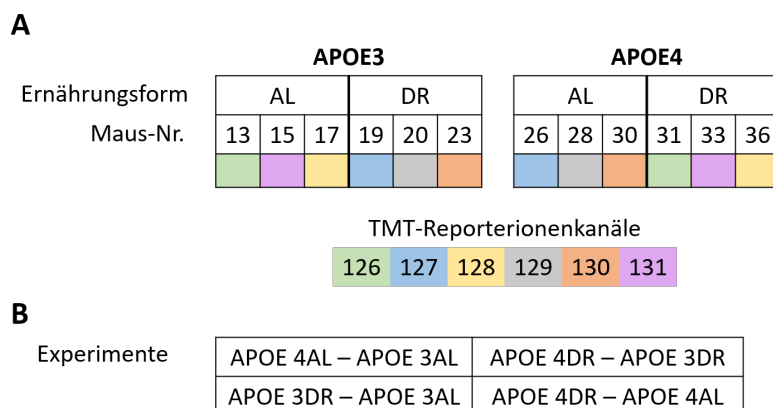 A
APOE3 APOE4
Ernährungsform AL DR AL DR
Maus-Nr. 13 15 17 19 20 23 26 28 30 31 33 36
TMT-Reporterionenkanäle
126 127 128 129 130 131
B
Experimente APOE 4AL – APOE 3AL APOE 4DR – APOE 3DR
APOE 3DR – APOE 3AL APOE 4DR – APOE 4AL